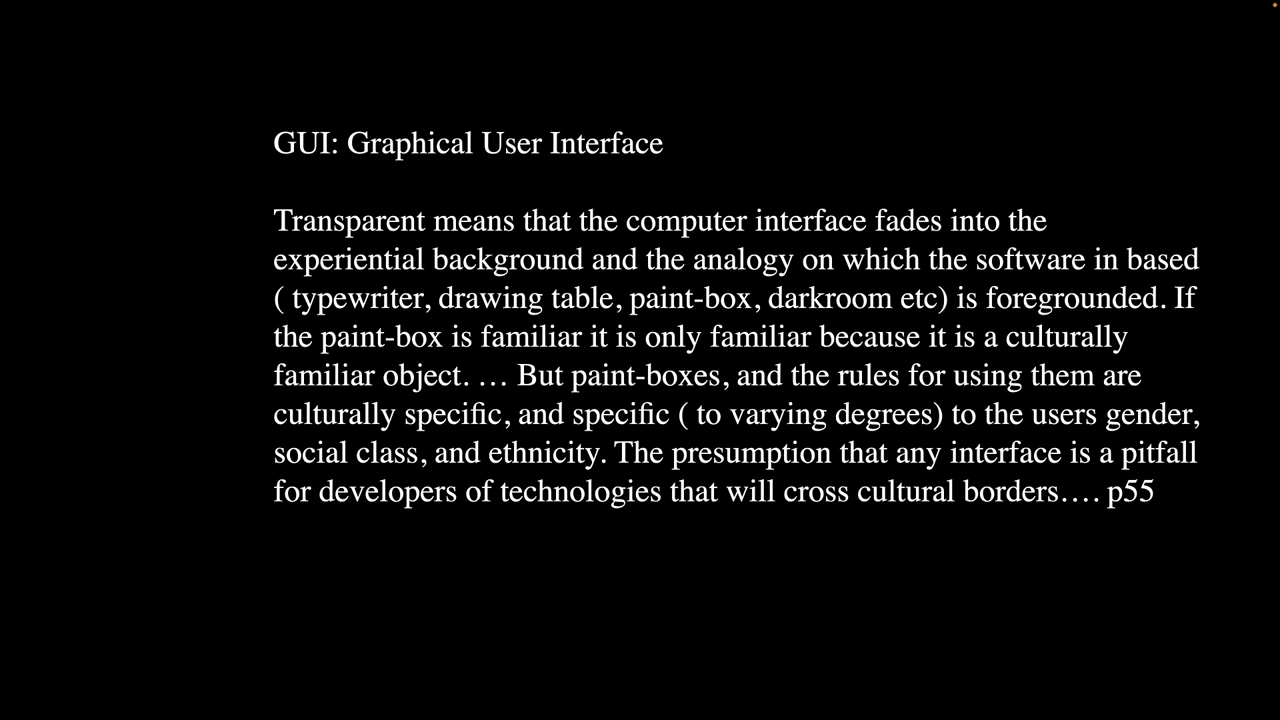 GUI: Graphical User Interface
Transparent means that the computer interface fades into the
experiential background and the analogy on which the software in based
( typewriter, drawing table, paint-box, darkroom etc) is foregrounded. If
the paint-box is familiar it is only familiar because it is a culturally
familiar object. … But paint-boxes, and the rules for using them are
culturally specific, and specific ( to varying degrees) to the users gender,
social class, and ethnicity. The presumption that any interface is a pitfall
for developers of technologies that will cross cultural borders…. p55